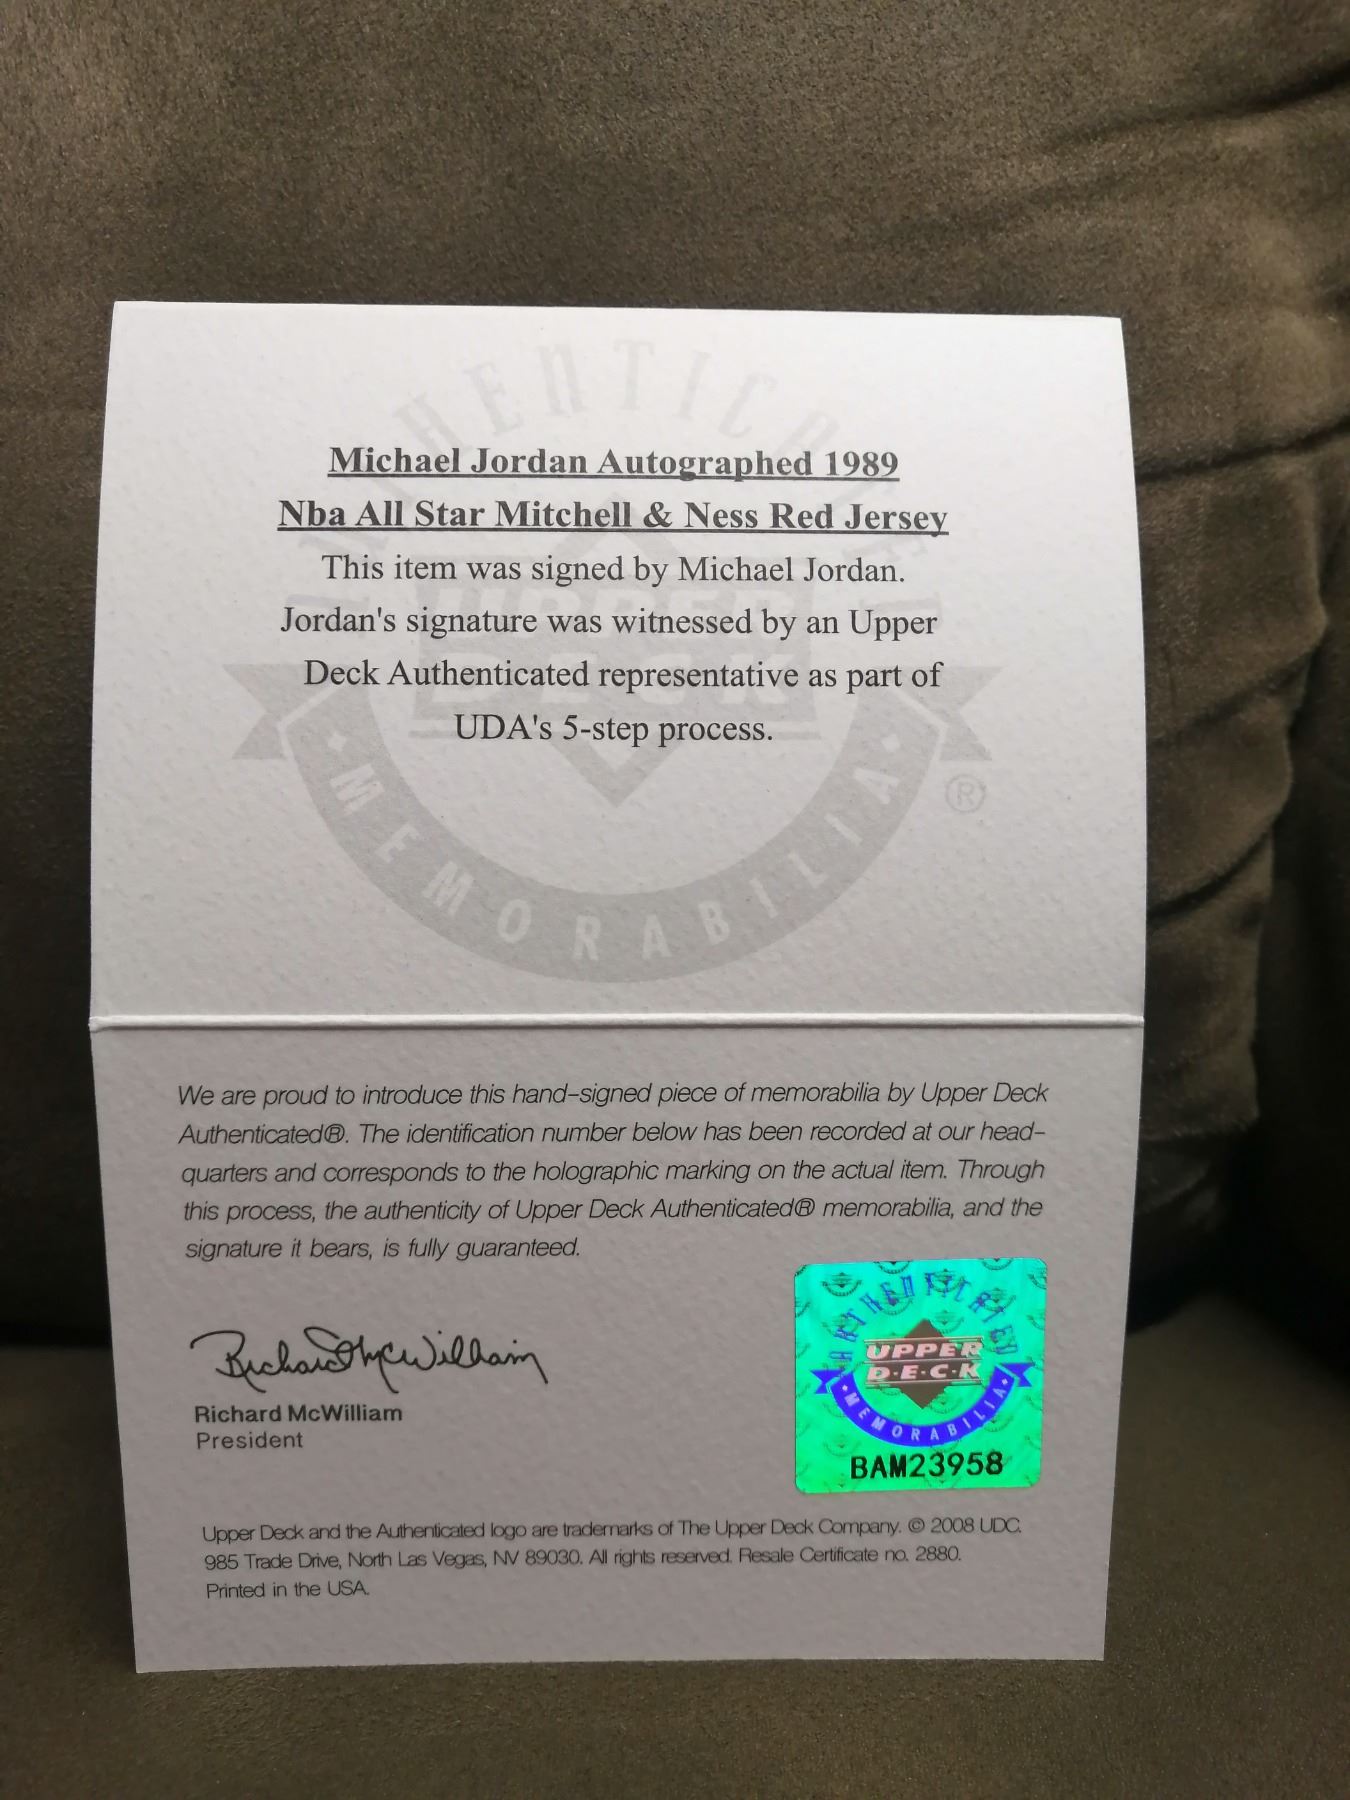 AUTHENTICATED
Michael Jordan Autographed 1989
Nba All Star Mitchell & Ness Red Jersey
This item was signed by Michael Jordan.
Jordan's signature was witnessed by an Upper
Deck Authenticated representative as part of
UDA's 5-step process.
UPPER
DECK
MEMORABILIA
®
We are proud to introduce this hand-signed piece of memorabilia by Upper Deck
Authenticated®. The identification number below has been recorded at our head-
quarters and corresponds to the holographic marking on the actual item. Through
this process, the authenticity of Upper Deck Authenticated® memorabilia, and the
signature it bears, is fully guaranteed.
Richard McWilliam
Richard McWilliam
President
AUTHENTICATED
UPPER
D·E·C·K
MEMORABILIA
BAM23958
Upper Deck and the Authenticated logo are trademarks of The Upper Deck Company. © 2008 UDC.
985 Trade Drive, North Las Vegas, NV 89030. All rights reserved. Resale Certificate no. 2880.
Printed in the USA.